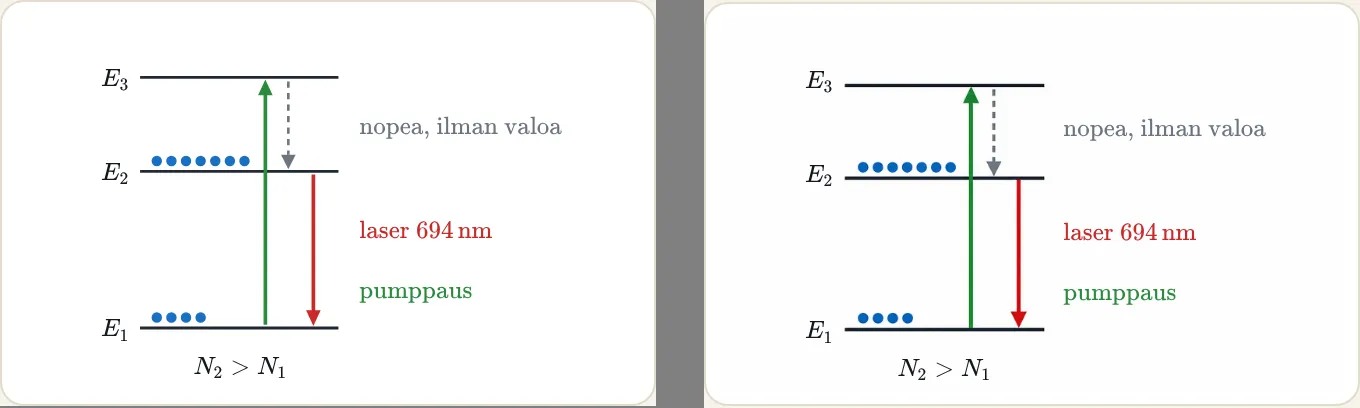 E₃
nopea, ilman valoa
E₂
laser 694 nm
pumppaus
E₁
N₂ > N₁
E₃
nopea, ilman valoa
E₂
laser 694 nm
pumppaus
E₁
N₂ > N₁